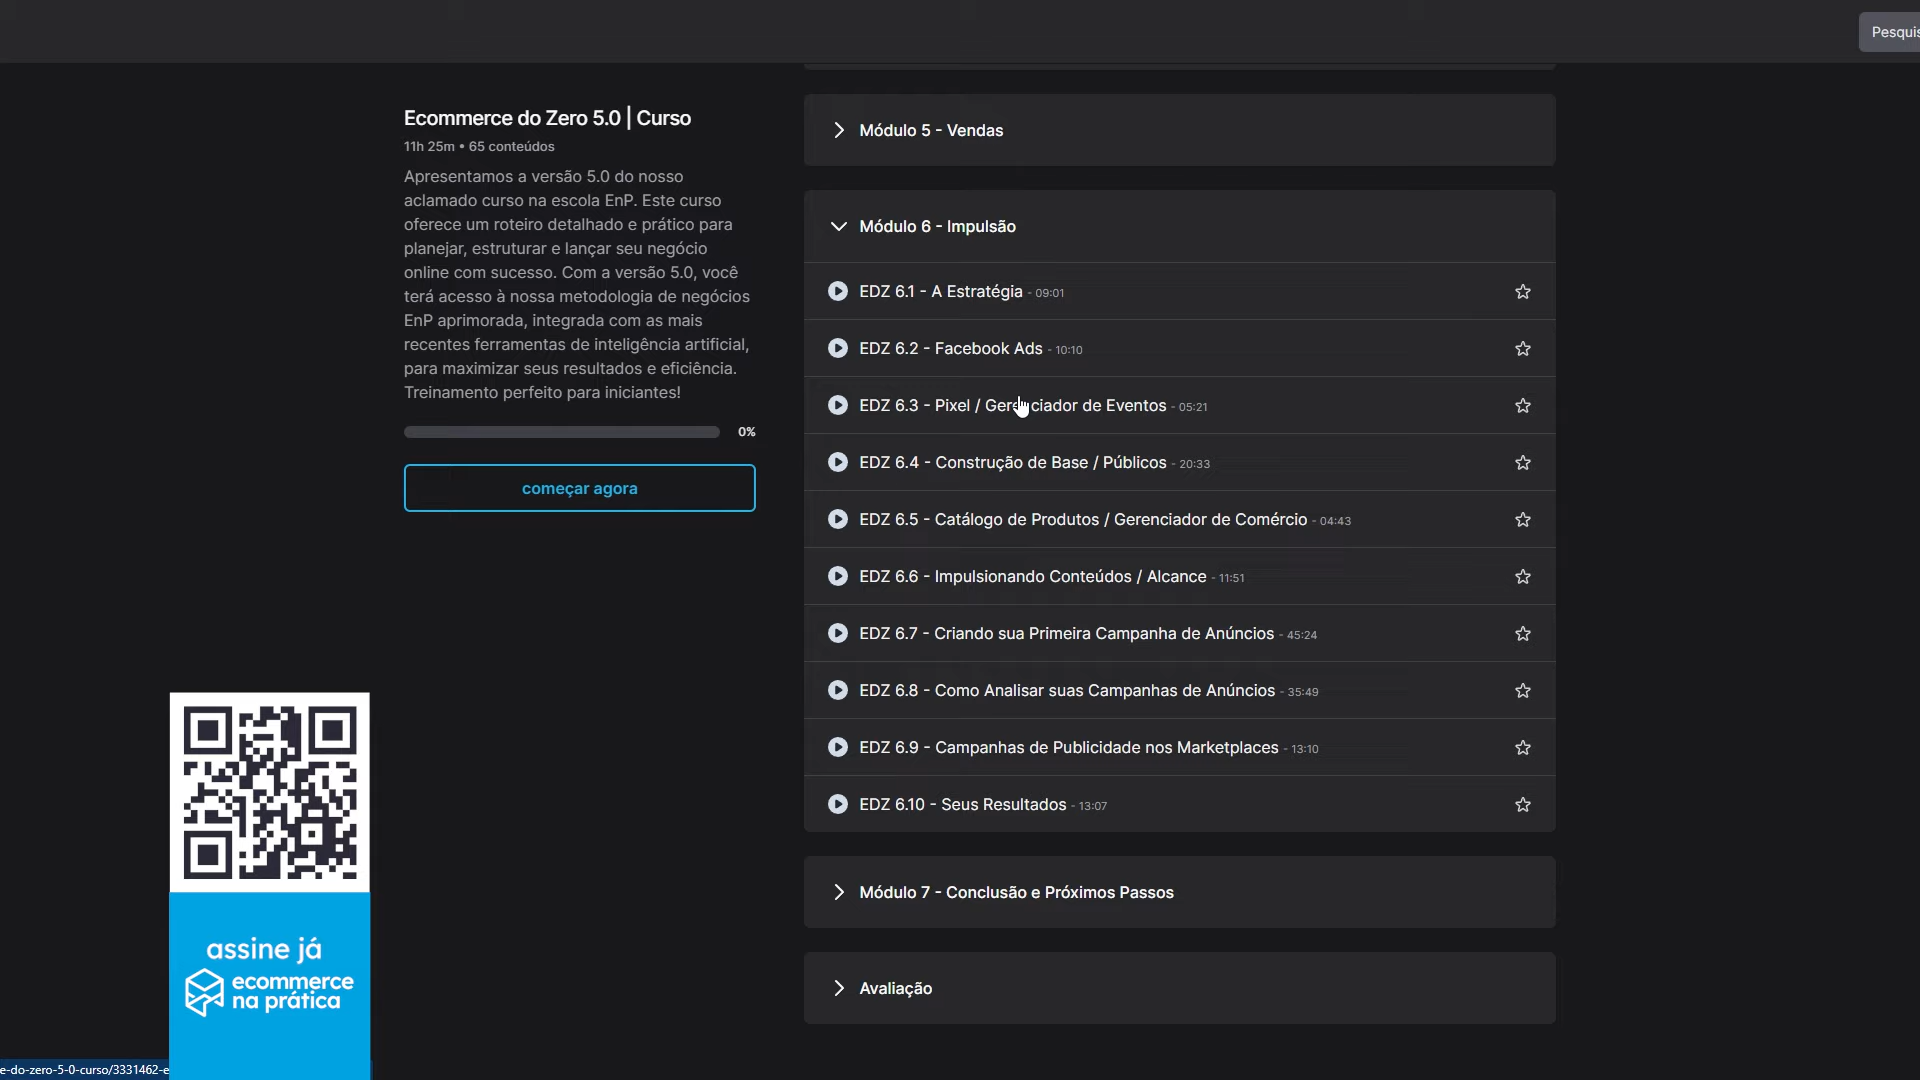 Pesquis
Ecommerce do Zero 5.0 | Curso
11h 25m • 65 conteúdos
Apresentamos a versão 5.0 do nosso
aclamado curso na escola EnP. Este curso
oferece um roteiro detalhado e prático para
planejar, estruturar e lançar seu negócio
online com sucesso. Com a versão 5.0, você
terá acesso à nossa metodologia de negócios
EnP aprimorada, integrada com as mais
recentes ferramentas de inteligência artificial,
para maximizar seus resultados e eficiência.
Treinamento perfeito para iniciantes!
0%
começar agora
Módulo 5 - Vendas
Módulo 6 - Impulsão
EDZ 6.1 - A Estratégia - 09:01
EDZ 6.2 - Facebook Ads - 10:10
EDZ 6.3 - Pixel / Gerenciador de Eventos - 05:21
EDZ 6.4 - Construção de Base / Públicos - 20:33
EDZ 6.5 - Catálogo de Produtos / Gerenciador de Comércio - 04:43
EDZ 6.6 - Impulsionando Conteúdos / Alcance - 11:51
EDZ 6.7 - Criando sua Primeira Campanha de Anúncios - 45:24
EDZ 6.8 - Como Analisar suas Campanhas de Anúncios - 35:49
EDZ 6.9 - Campanhas de Publicidade nos Marketplaces - 13:10
EDZ 6.10 - Seus Resultados - 13:07
Módulo 7 - Conclusão e Próximos Passos
Avaliação
assine já
ecommerce
na prática
e-do-zero-5-0-curso/3331462-e